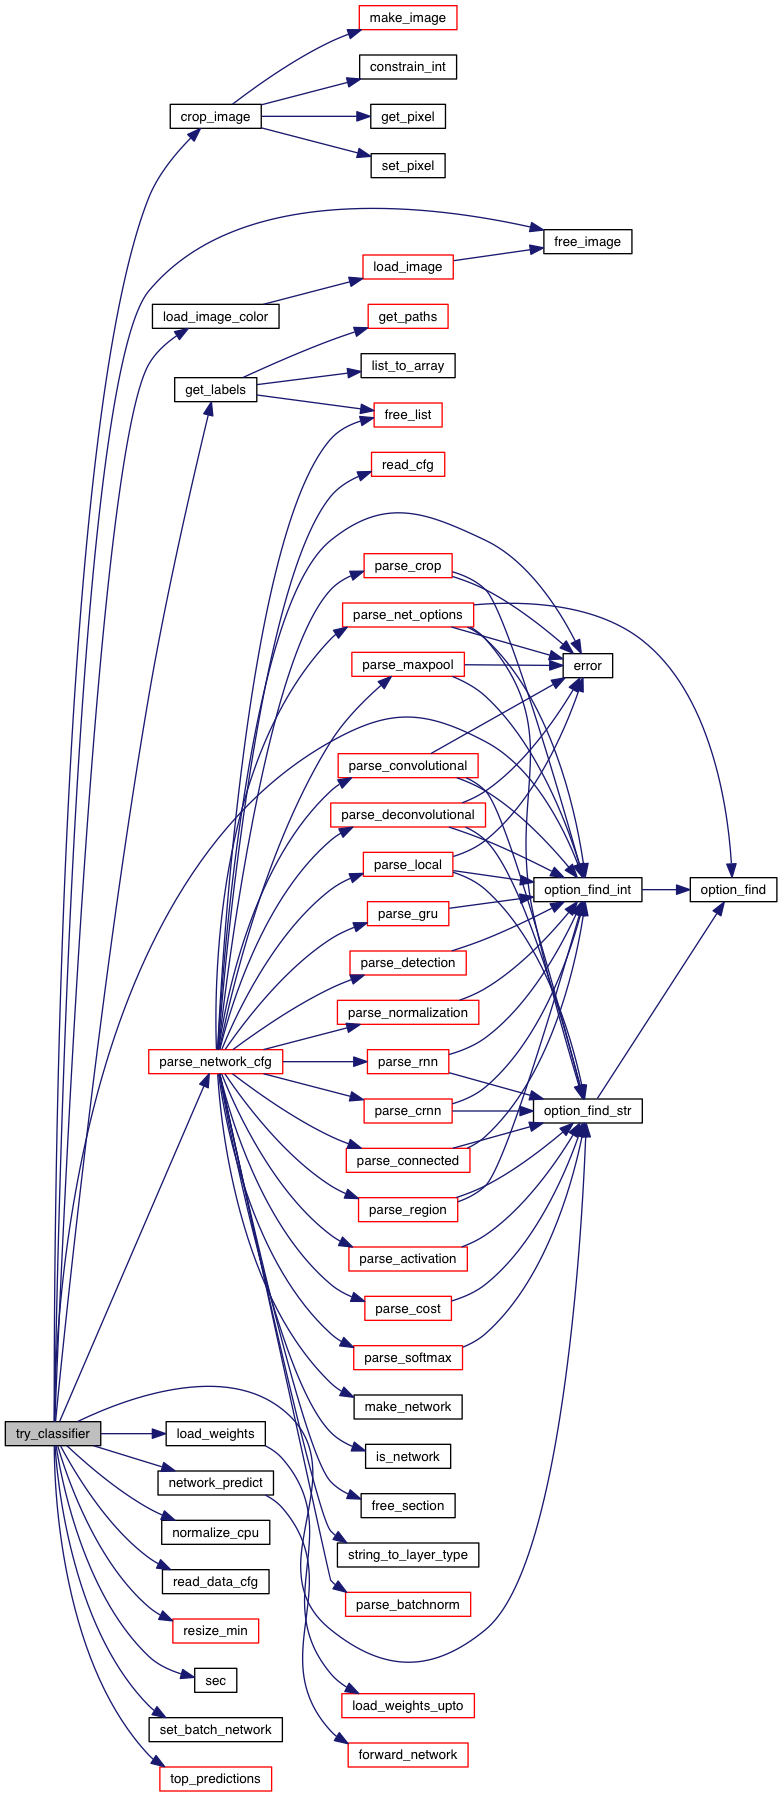 make_image
constrain_int
crop_image
get_pixel
set_pixel
free_image
load_image
load_image_color
get_paths
list_to_array
get_labels
free_list
read_cfg
parse_crop
parse_net_options
parse_maxpool
error
parse_convolutional
parse_deconvolutional
parse_local
option_find_int
option_find
parse_gru
parse_detection
parse_normalization
parse_network_cfg
parse_rnn
parse_crnn
option_find_str
parse_connected
parse_region
parse_activation
parse_cost
parse_softmax
make_network
try_classifier
load_weights
is_network
network_predict
free_section
normalize_cpu
string_to_layer_type
read_data_cfg
parse_batchnorm
resize_min
sec
load_weights_upto
set_batch_network
forward_network
top_predictions